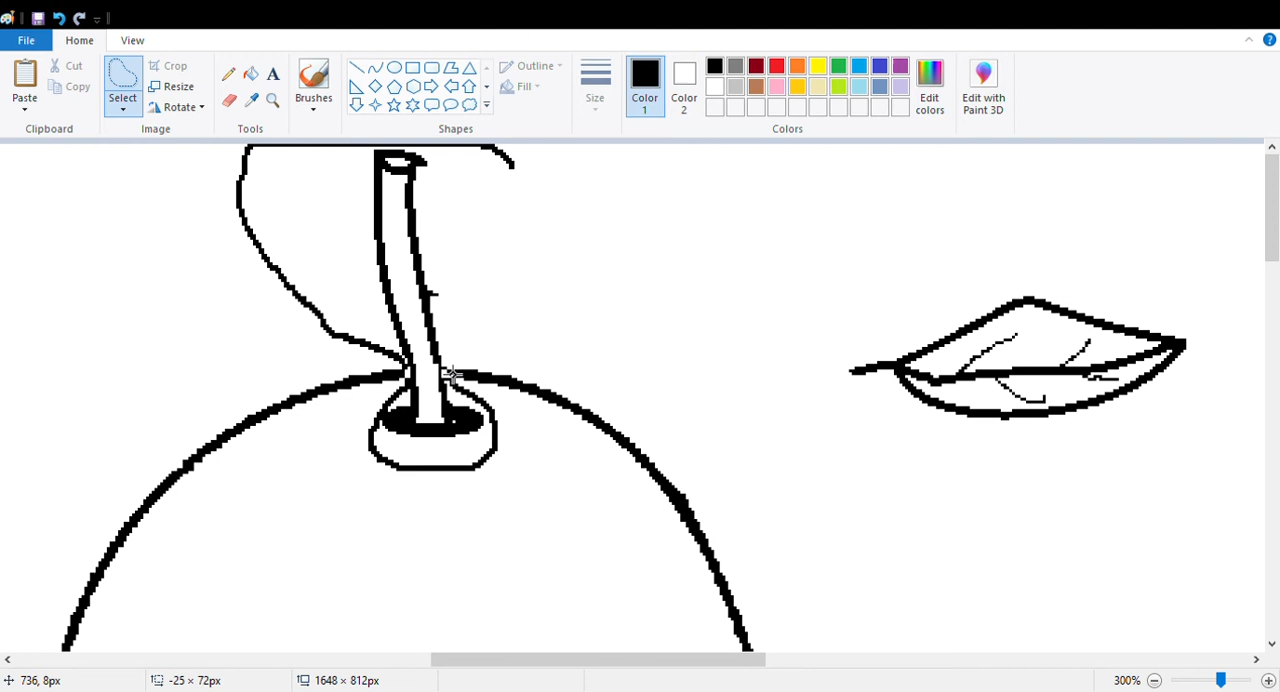 File Home View
Paste Cut Copy Select Crop Resize Rotate Brushes Outline Fill Size Color 1 Color 2 Edit colors Edit with Paint 3D
Clipboard Image Tools Shapes Colors
736, 8px -25 × 72px 1648 × 812px 300%